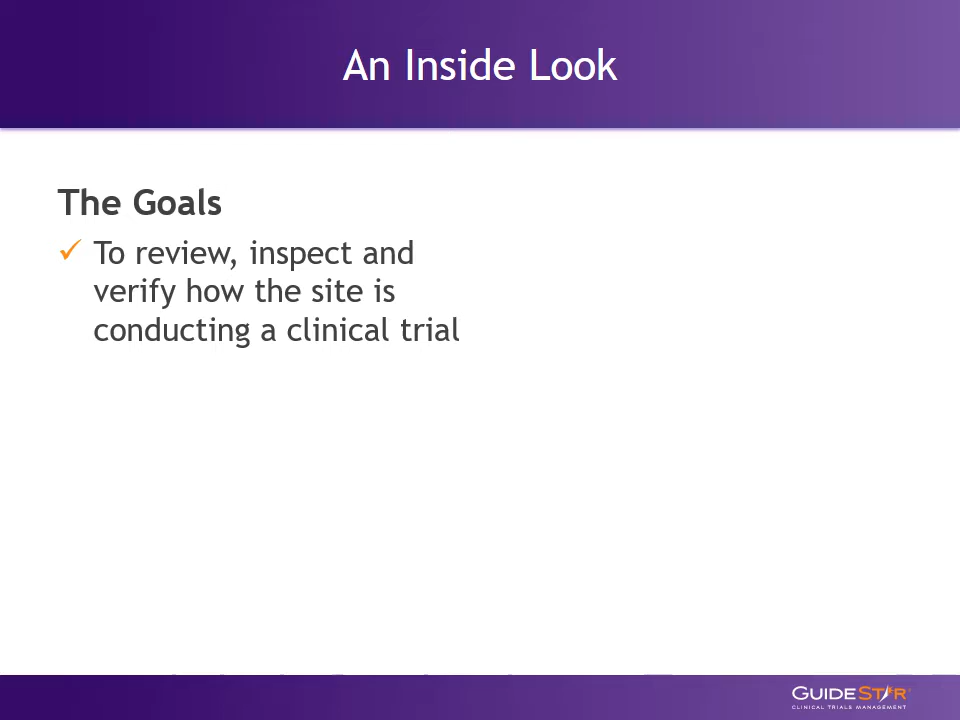 An Inside Look
The Goals
To review, inspect and
verify how the site is
conducting a clinical trial
GUIDESTAR
CLINICAL TRIALS MANAGEMENT